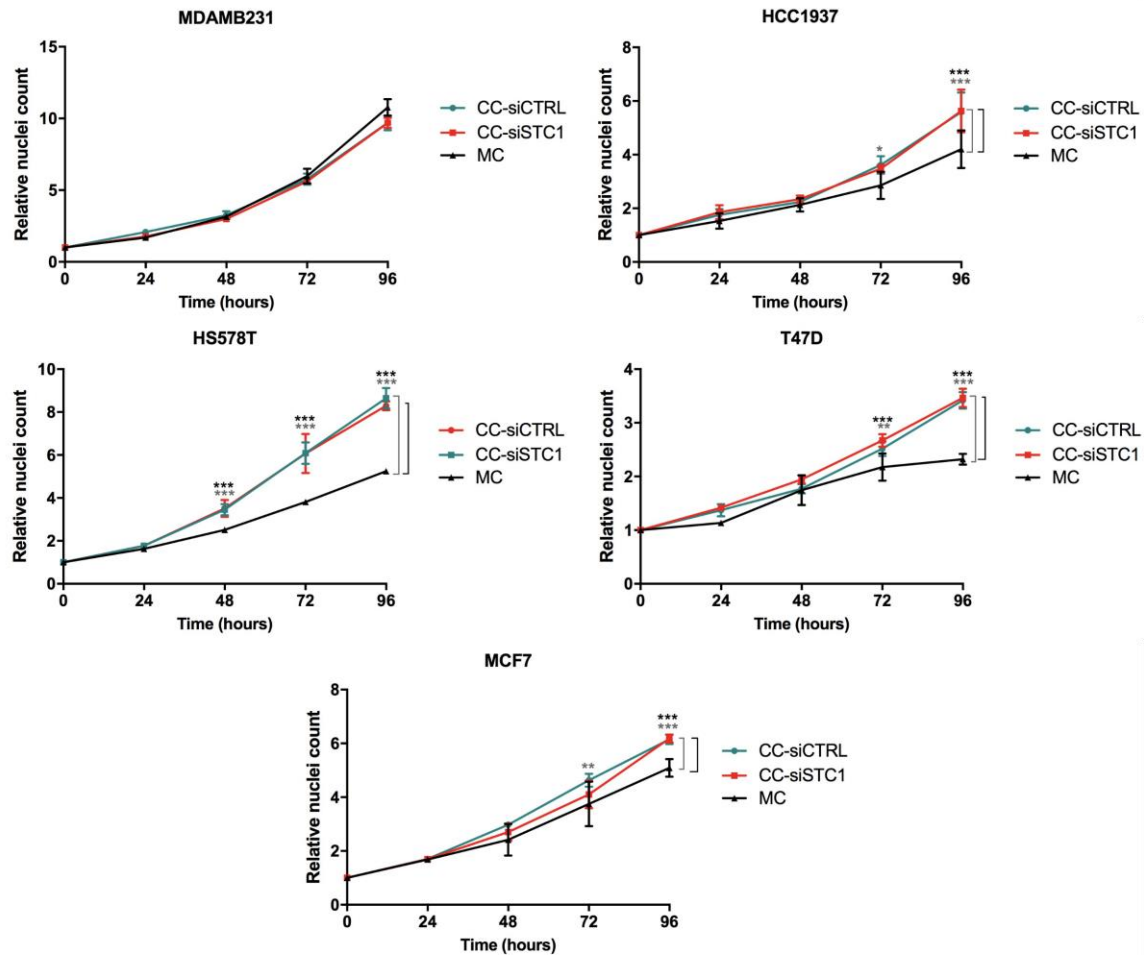 MDAMB231
Relative nuclei count
15
10
5
0
0 24 48 72 96
Time (hours)
CC-siCTRL
CC-siSTC1
MC
HCC1937
Relative nuclei count
8
6
4
2
0
0 24 48 72 96
Time (hours)
*
***
***
CC-siCTRL
CC-siSTC1
MC
HS578T
Relative nuclei count
10
8
6
4
2
0
0 24 48 72 96
Time (hours)
***
***
***
***
***
***
CC-siCTRL
CC-siSTC1
MC
T47D
Relative nuclei count
4
3
2
1
0
0 24 48 72 96
Time (hours)
***
**
***
***
CC-siCTRL
CC-siSTC1
MC
MCF7
Relative nuclei count
8
6
4
2
0
0 24 48 72 96
Time (hours)
**
***
***
CC-siCTRL
CC-siSTC1
MC